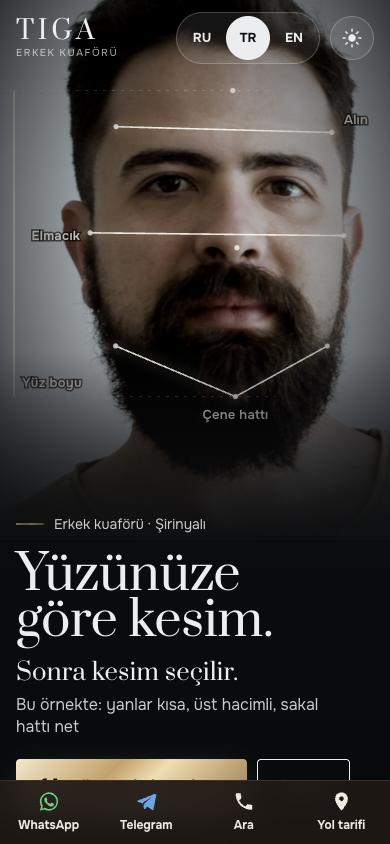 TIGA
ERKEK KUAFÖRÜ
RU TR EN
Alın
Elmacık
Yüz boyu
Çene hattı
Erkek kuaförü · Şirinyalı
Yüzünüze
göre kesim.
Sonra kesim seçilir.
Bu örnekte: yanlar kısa, üst hacimli, sakal
hattı net
WhatsApp Telegram Ara Yol tarifi